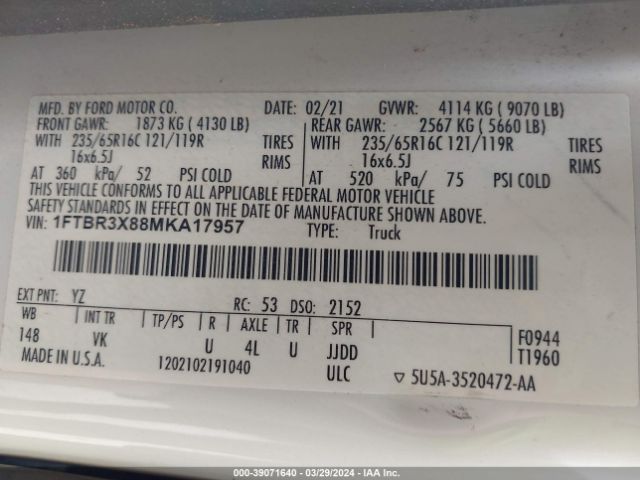 MFD. BY FORD MOTOR CO. DATE: 02/21 GVWR: 4114 KG ( 9070 LB)
FRONT GAWR: 1873 KG ( 4130 LB) REAR GAWR: 2567 KG ( 5660 LB)
WITH 235/65R16C 121/119R TIRES WITH 235/65R16C 121/119R TIRES
16x6.5J RIMS 16x6.5J RIMS
AT 360 kPa/ 52 PSI COLD AT 520 kPa/ 75 PSI COLD
THIS VEHICLE CONFORMS TO ALL APPLICABLE FEDERAL MOTOR VEHICLE
SAFETY STANDARDS IN EFFECT ON THE DATE OF MANUFACTURE SHOWN ABOVE.
VIN: 1FTBR3X88MKA17957 TYPE: Truck
EXT PNT: YZ RC: 53 DSO: 2152
WB INT TR TP/PS R AXLE TR SPR F0944
148 VK U 4L U JJDD T1960
MADE IN U.S.A. 1202102191040 ULC ▽ 5U5A-3520472-AA
000-39071640 | 03/29/2024 | IAA Inc.